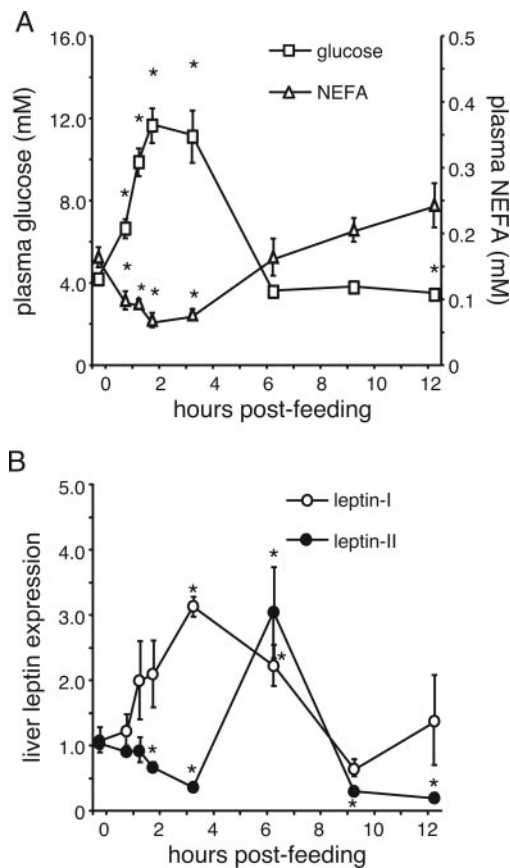 A
16.0
12.0
8.0
4.0
0
plasma glucose (mM)
glucose
NEFA
0.5
0.4
0.3
0.2
0.1
0
plasma NEFA (mM)
* * * * * * * * *
0 2 4 6 8 10 12
hours post-feeding
B
5.0
4.0
3.0
2.0
1.0
0.0
liver leptin expression
leptin-I
leptin-II
* * * * * * *
0 2 4 6 8 10 12
hours post-feeding